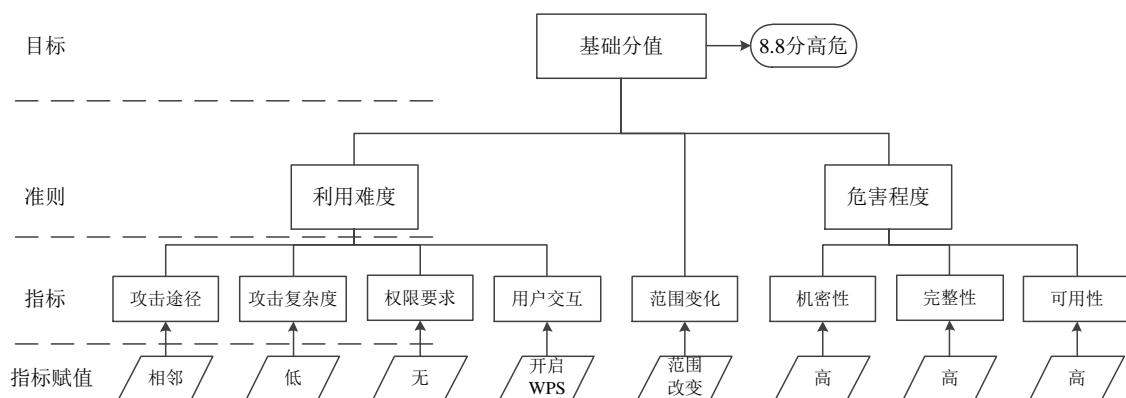 目标
基础分值
8.8分高危
准则
利用难度
危害程度
指标
攻击途径
攻击复杂度
权限要求
用户交互
范围变化
机密性
完整性
可用性
指标赋值
相邻
低
无
开启
WPS
范围
改变
高
高
高